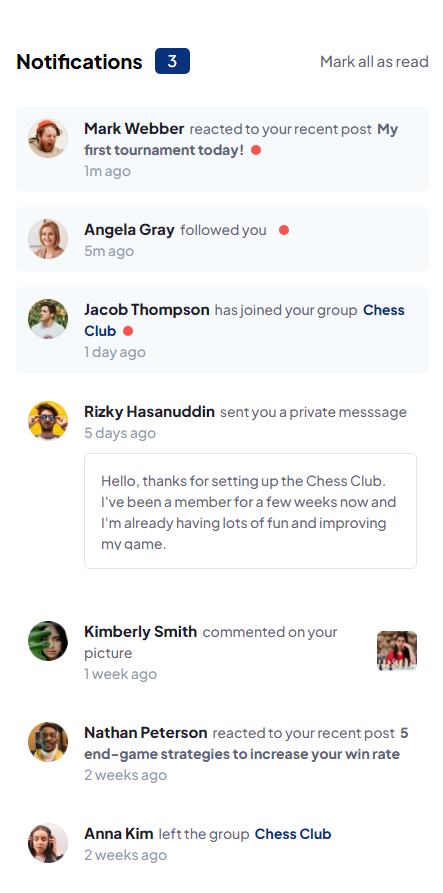 Notifications 3 Mark all as read
Mark Webber reacted to your recent post My
first tournament today!
1m ago
Angela Gray followed you
5m ago
Jacob Thompson has joined your group Chess
Club
1 day ago
Rizky Hasanuddin sent you a private messsage
5 days ago
Hello, thanks for setting up the Chess Club.
I've been a member for a few weeks now and
I'm already having lots of fun and improving
my game.
Kimberly Smith commented on your
picture
1 week ago
Nathan Peterson reacted to your recent post 5
end-game strategies to increase your win rate
2 weeks ago
Anna Kim left the group Chess Club
2 weeks ago